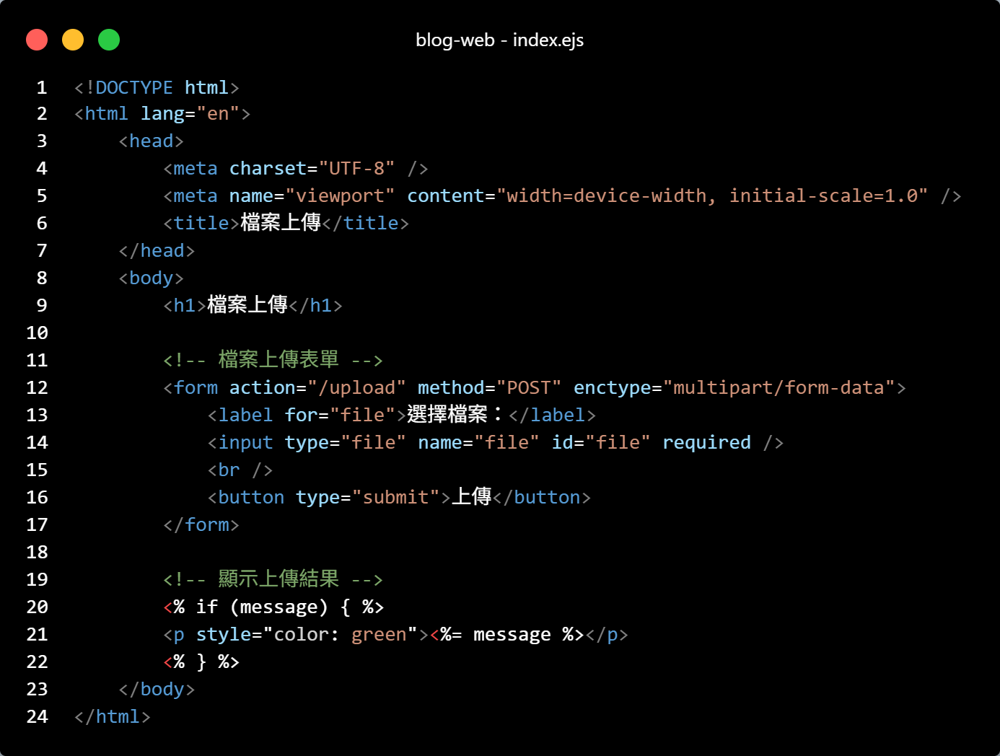 blog-web - index.ejs
1 <!DOCTYPE html>
2 <html lang="en">
3     <head>
4         <meta charset="UTF-8" />
5         <meta name="viewport" content="width=device-width, initial-scale=1.0" />
6         <title>檔案上傳</title>
7     </head>
8     <body>
9         <h1>檔案上傳</h1>
10
11         <!-- 檔案上傳表單 -->
12         <form action="/upload" method="POST" enctype="multipart/form-data">
13             <label for="file">選擇檔案：</label>
14             <input type="file" name="file" id="file" required />
15             <br />
16             <button type="submit">上傳</button>
17         </form>
18
19         <!-- 顯示上傳結果 -->
20         <% if (message) { %>
21         <p style="color: green"><%= message %></p>
22         <% } %>
23     </body>
24 </html>